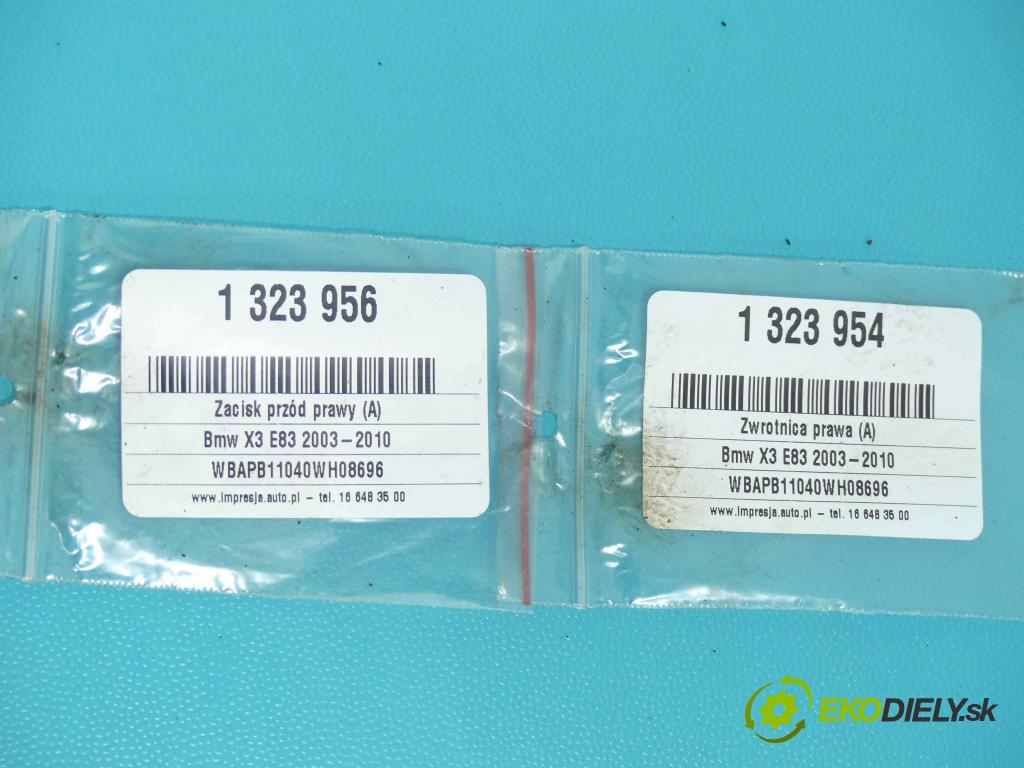 1 323 956
Zacisk przód prawy (A)
Bmw X3 E83 2003-2010
WBAPB11040WH08696
www.impresja.auto.pl - tel. 16 648 35 00
1 323 954
Zwrotnica prawa (A)
Bmw X3 E83 2003-2010
WBAPB11040WH08696
www.impresja.auto.pl - tel. 16 648 35 00
EKODIELY.sk